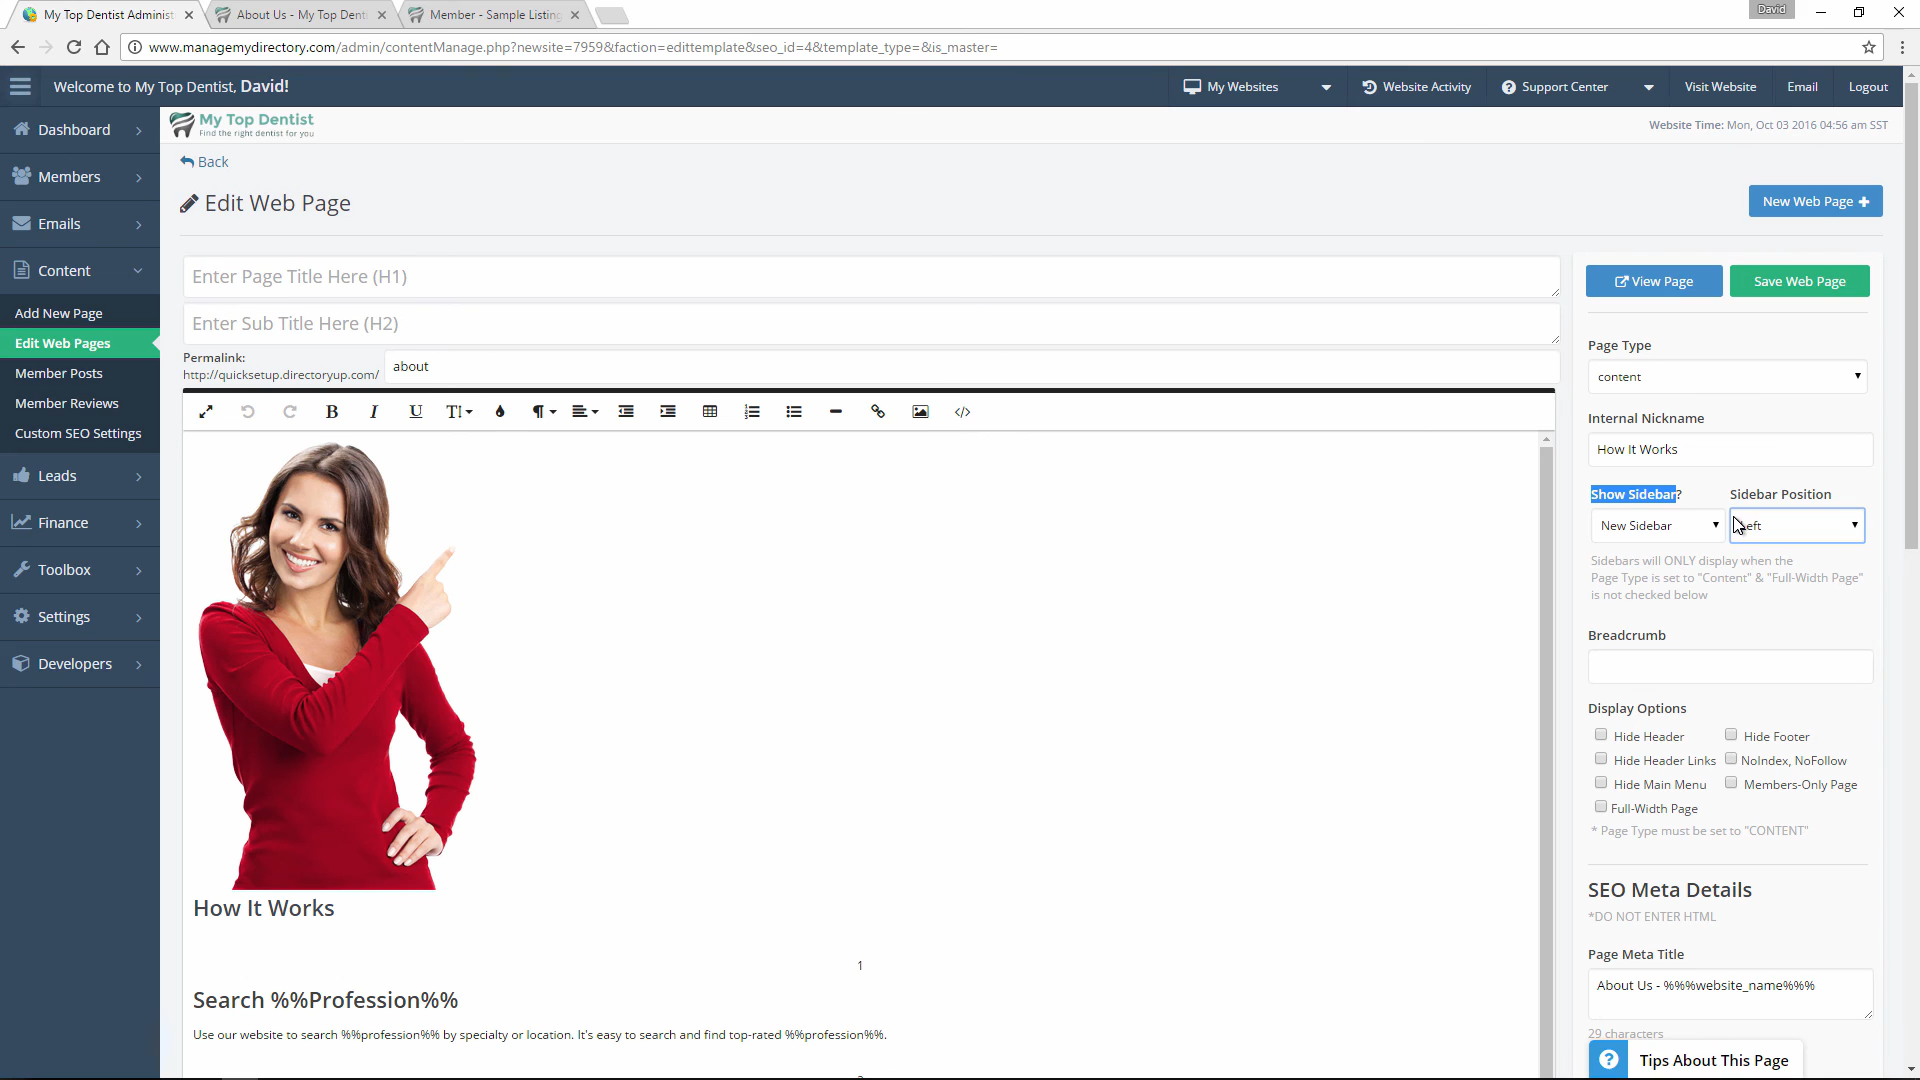 My Top Dentist Administ
About Us - My Top Denti
Member - Sample Listing
David
www.managemydirectory.com/admin/contentManage.php?newsite=7959&faction=edittemplate&seo_id=4&template_type=&is_master=
Welcome to My Top Dentist, David!
My Websites
Website Activity
Support Center
Visit Website
Email
Logout
Dashboard
Members
Emails
Content
Add New Page
Edit Web Pages
Member Posts
Member Reviews
Custom SEO Settings
Leads
Finance
Toolbox
Settings
Developers
My Top Dentist
Find the right dentist for you
Website Time: Mon, Oct 03 2016 04:56 am SST
Back
Edit Web Page
New Web Page
Enter Page Title Here (H1)
Enter Sub Title Here (H2)
Permalink:
http://quicksetup.directoryup.com/
about
How It Works
1
Search %%Profession%%
Use our website to search %%profession%% by specialty or location. It's easy to search and find top-rated %%profession%%.
View Page
Save Web Page
Page Type
content
Internal Nickname
How It Works
Show Sidebar?
Sidebar Position
New Sidebar
Left
Sidebars will ONLY display when the
Page Type is set to "Content" & "Full-Width Page"
is not checked below
Breadcrumb
Display Options
Hide Header
Hide Footer
Hide Header Links
NoIndex, NoFollow
Hide Main Menu
Members-Only Page
Full-Width Page
* Page Type must be set to "CONTENT"
SEO Meta Details
*DO NOT ENTER HTML
Page Meta Title
About Us - %%%website_name%%%
29 characters
Tips About This Page